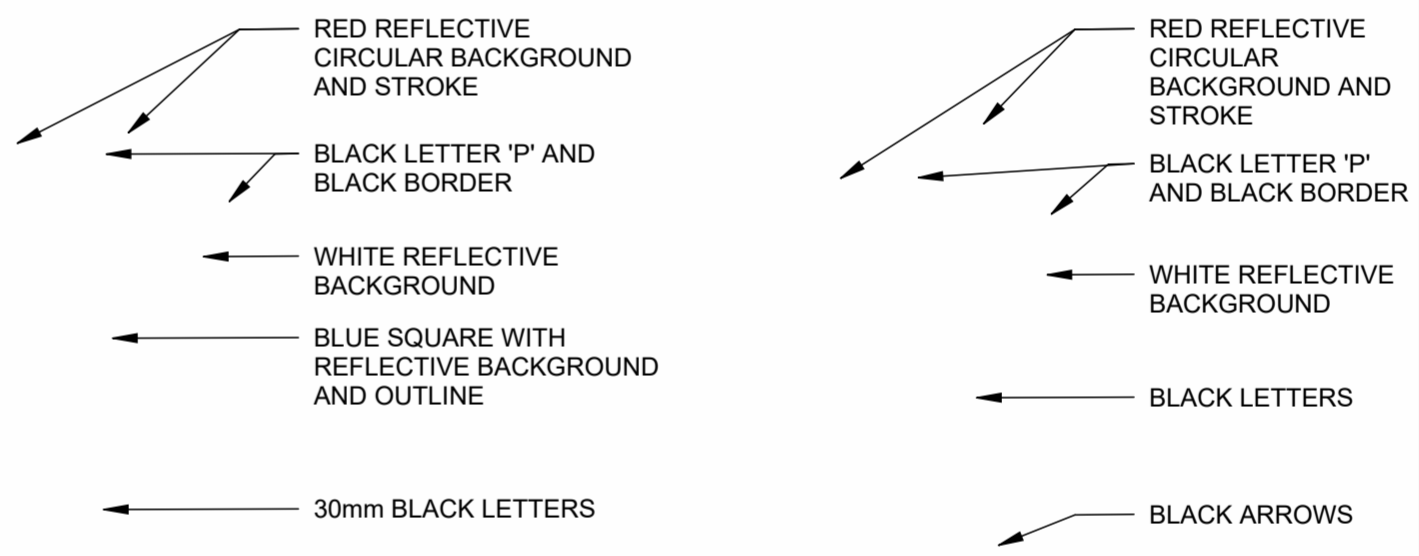 RED REFLECTIVE
CIRCULAR BACKGROUND
AND STROKE
BLACK LETTER 'P' AND
BLACK BORDER
WHITE REFLECTIVE
BACKGROUND
BLUE SQUARE WITH
REFLECTIVE BACKGROUND
AND OUTLINE
30mm BLACK LETTERS
RED REFLECTIVE
CIRCULAR
BACKGROUND AND
STROKE
BLACK LETTER 'P'
AND BLACK BORDER
WHITE REFLECTIVE
BACKGROUND
BLACK LETTERS
BLACK ARROWS